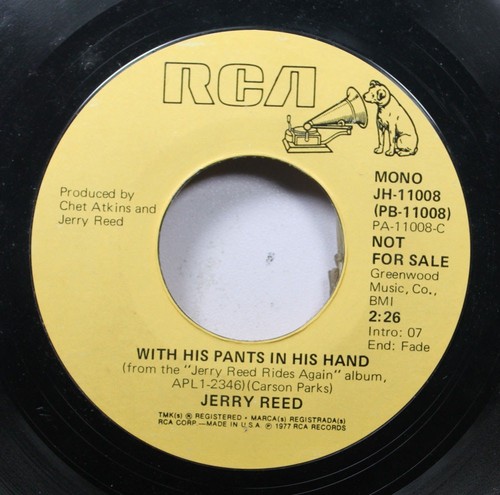 RCA
Produced by
Chet Atkins and
Jerry Reed
MONO
JH-11008
(PB-11008)
PA-11008-C
NOT
FOR SALE
Greenwood
Music, Co.,
BMI
2:26
Intro: 07
End: Fade
WITH HIS PANTS IN HIS HAND
(from the "Jerry Reed Rides Again" album,
APL1-2346)(Carson Parks)
JERRY REED
TMK(s) ® REGISTERED • MARCA(s) REGISTRADA(s)
RCA CORP.—MADE IN U.S.A. ℗ 1977 RCA RECORDS